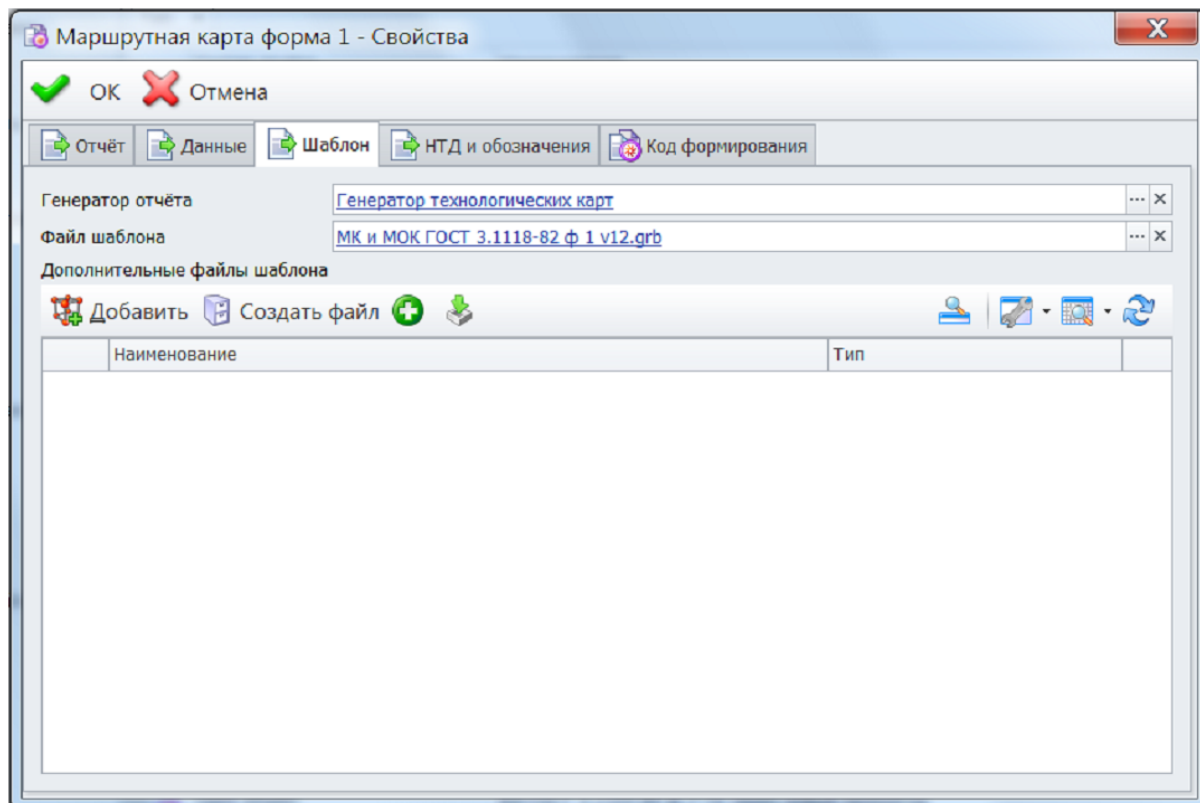 Маршрутная карта форма 1 - Свойства
ОК Отмена
Отчёт Данные Шаблон НТД и обозначения Код формирования
Генератор отчёта Генератор технологических карт
Файл шаблона МК и МОК ГОСТ 3.1118-82 ф 1 v12.grb
Дополнительные файлы шаблона
Добавить Создать файл
Наименование Тип